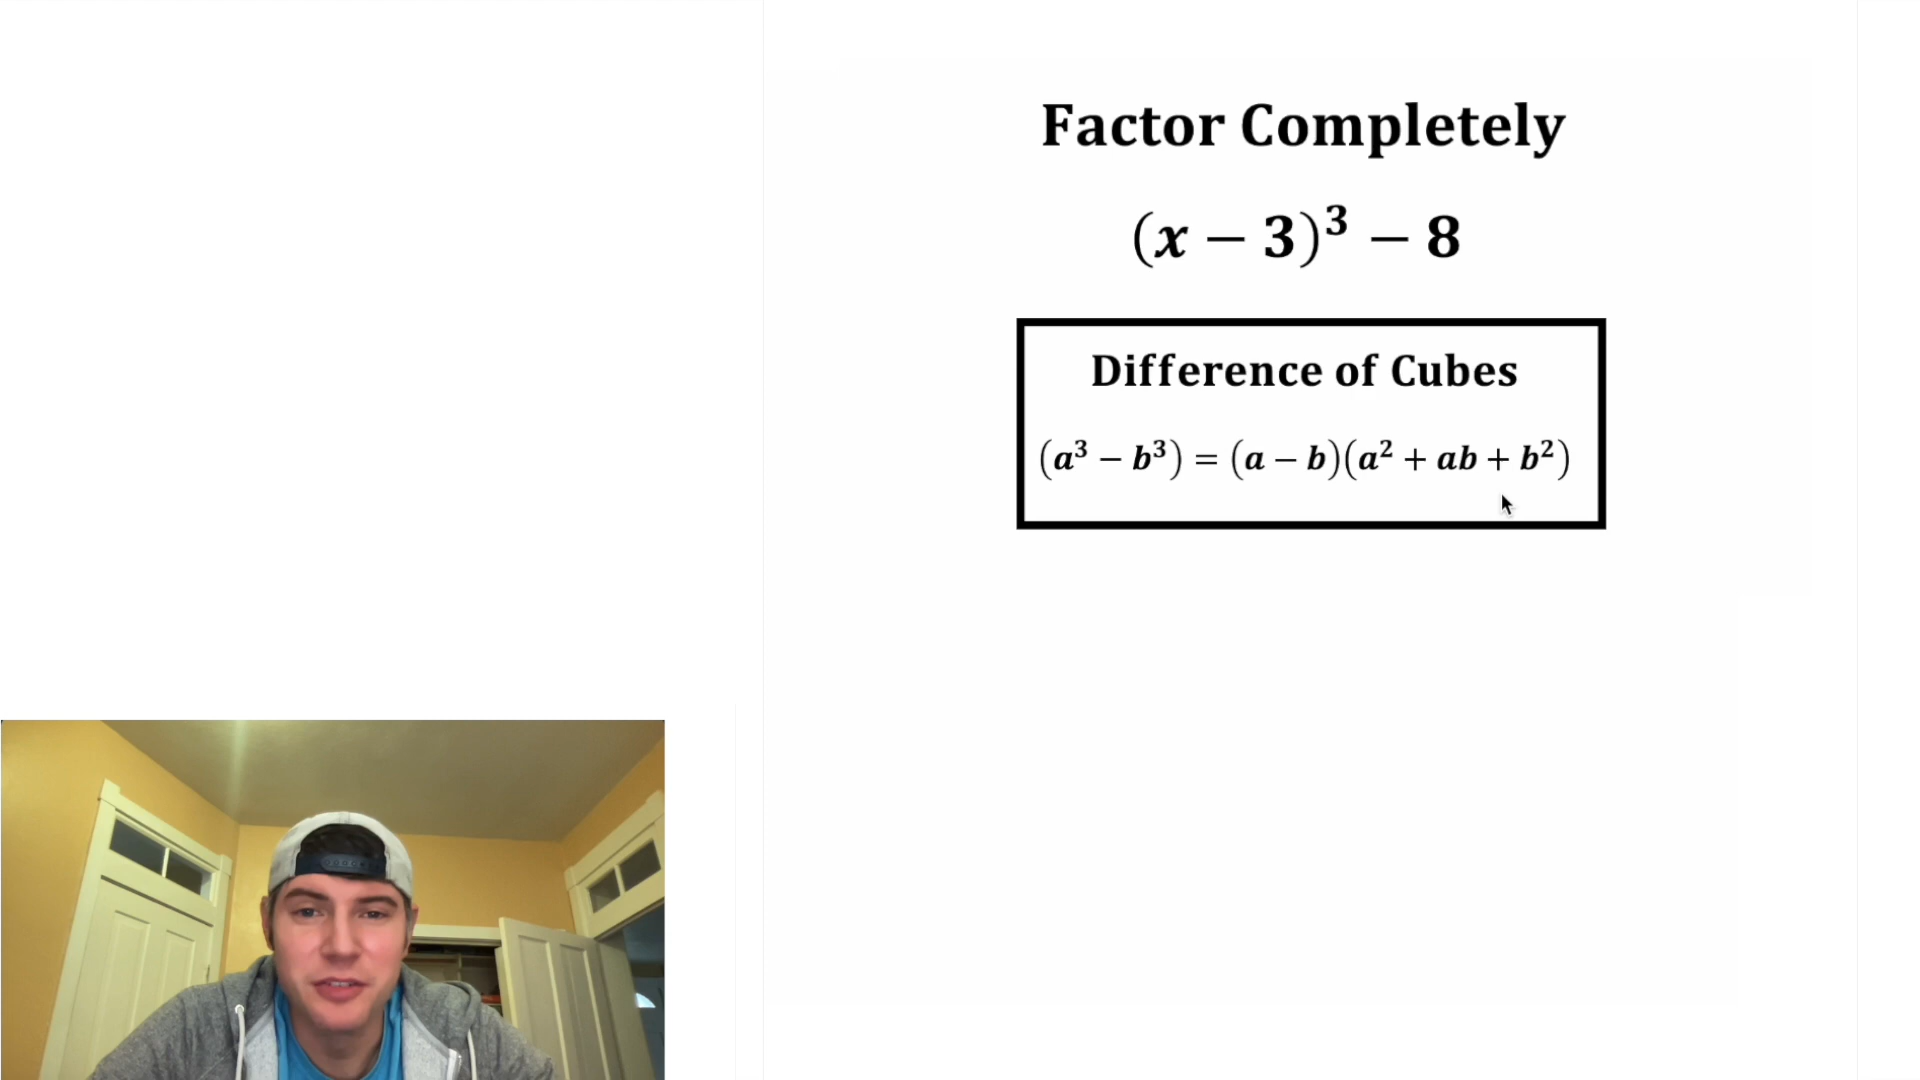 Factor Completely
(x − 3)³ − 8
Difference of Cubes
(a³ − b³) = (a − b)(a² + ab + b²)